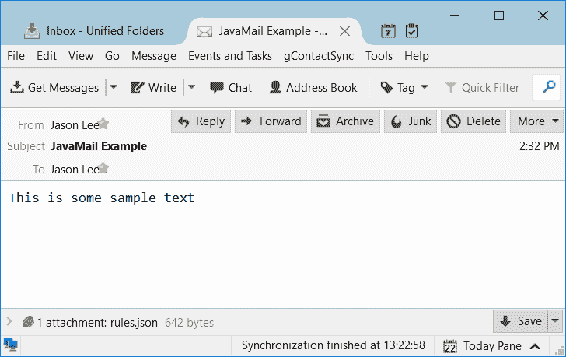 Inbox - Unified Folders
JavaMail Example - ...
File Edit View Go Message Events and Tasks gContactSync Tools Help
Get Messages Write Chat Address Book Tag Quick Filter
From Jason Lee Reply Forward Archive Junk Delete More
Subject JavaMail Example 2:32 PM
To Jason Lee
This is some sample text
1 attachment: rules.json 642 bytes Save
Synchronization finished at 13:22:58 Today Pane